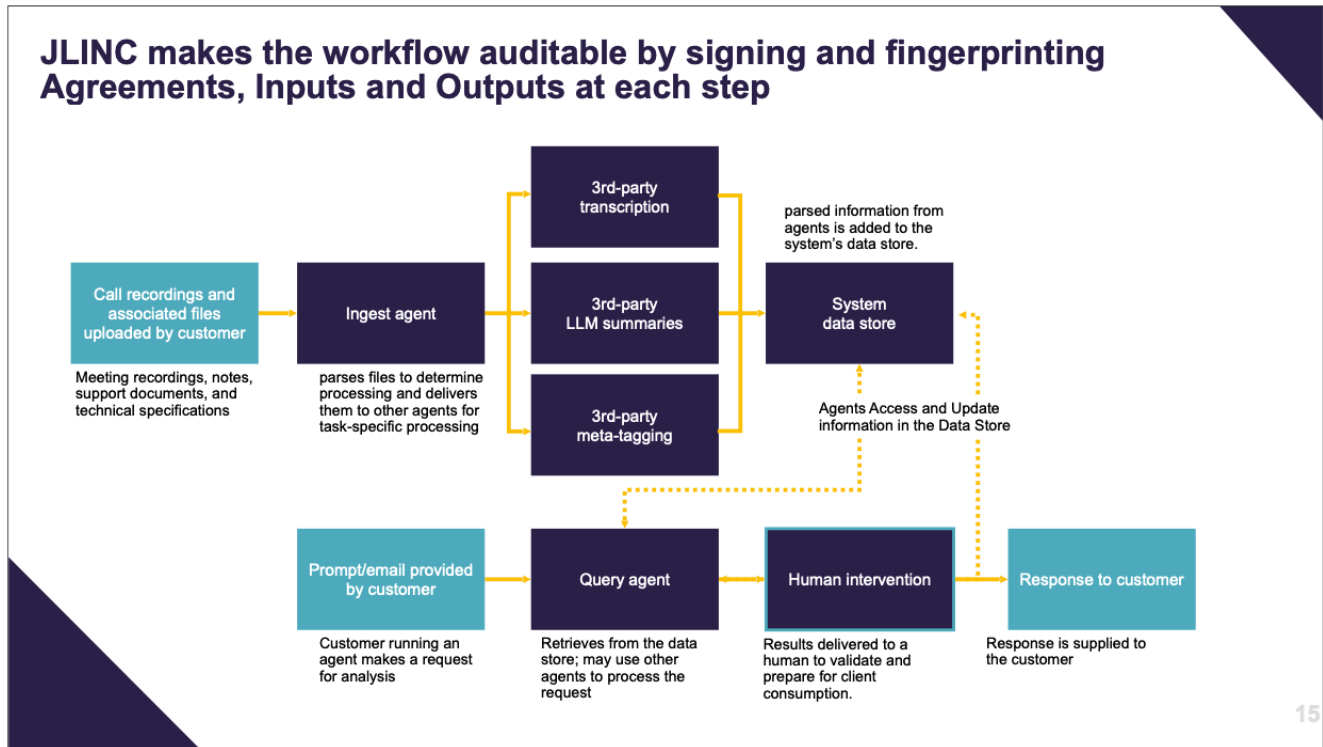 JLINC makes the workflow auditable by signing and fingerprinting
Agreements, Inputs and Outputs at each step
3rd-party
transcription
parsed information from
agents is added to the
system's data store.
Call recordings and
associated files
uploaded by customer
Ingest agent
3rd-party
LLM summaries
System
data store
Meeting recordings, notes,
support documents, and
technical specifications
parses files to determine
processing and delivers
them to other agents for
task-specific processing
3rd-party
meta-tagging
Agents Access and Update
information in the Data Store
Prompt/email provided
by customer
Query agent
Human intervention
Response to customer
Customer running an
agent makes a request
for analysis
Retrieves from the data
store; may use other
agents to process the
request
Results delivered to a
human to validate and
prepare for client
consumption.
Response is supplied to
the customer
15